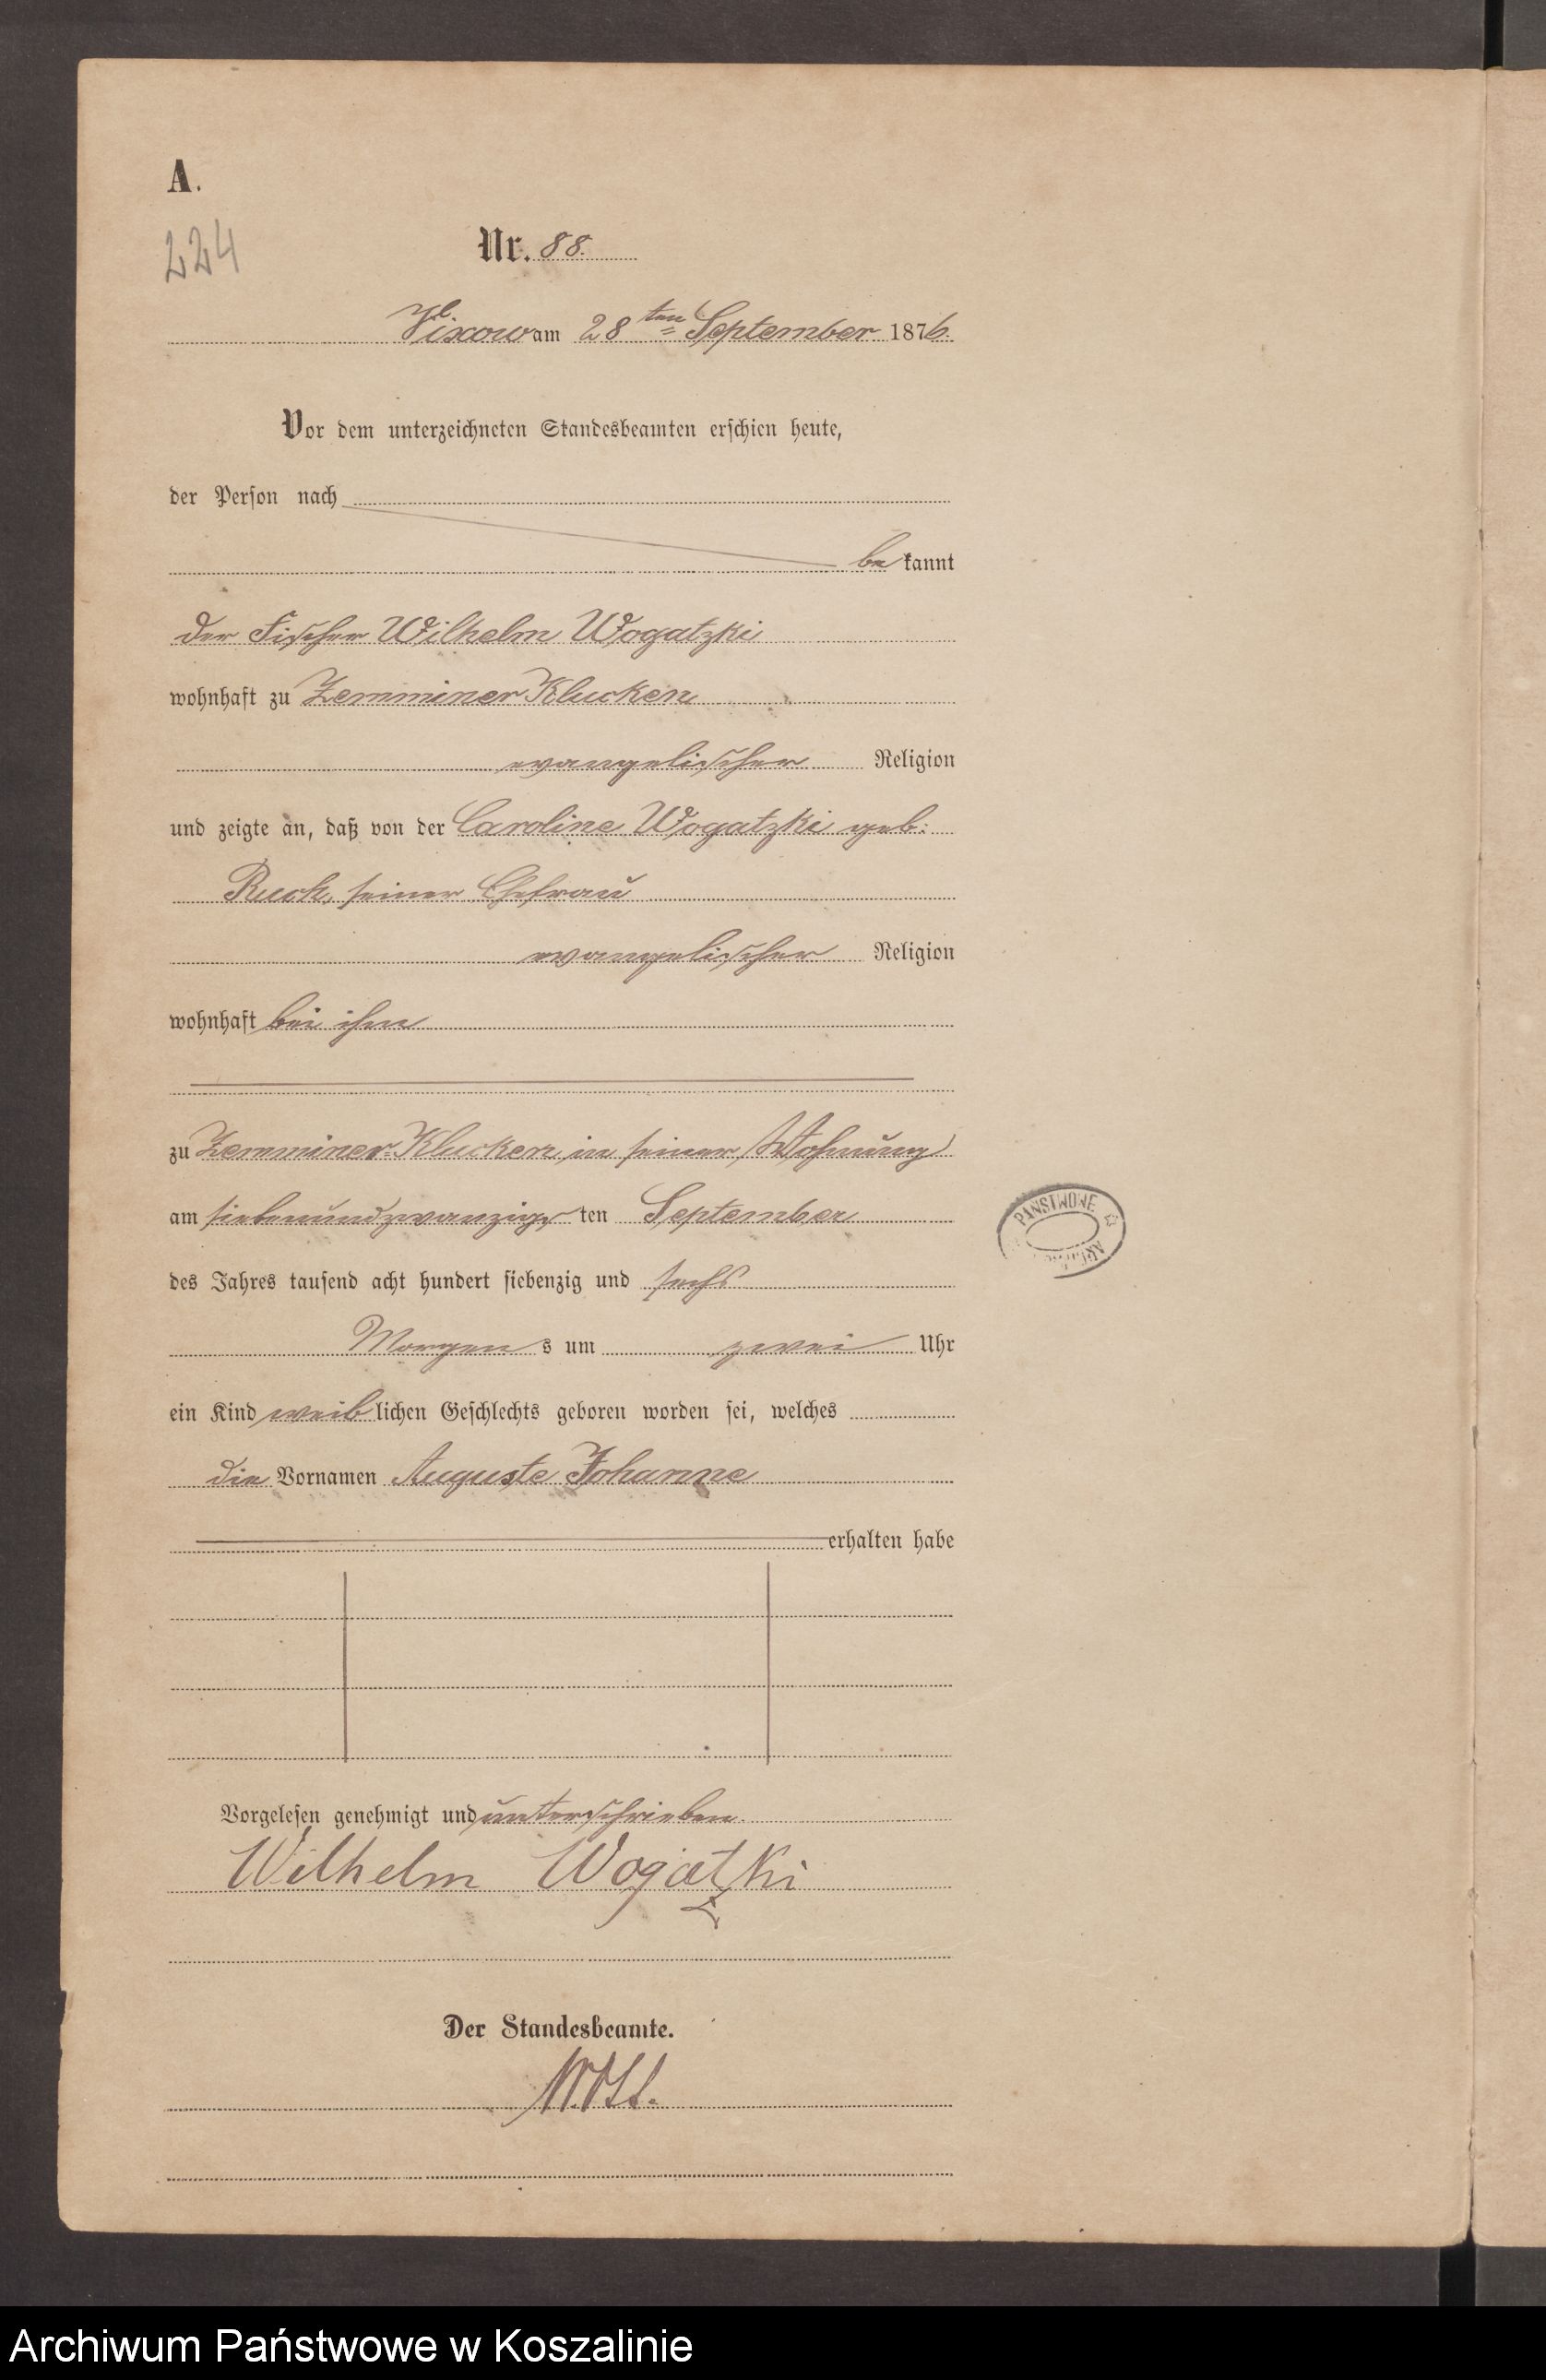 A.
224
Nr. 88.
Vixow am 28ten September 1876.
Vor dem unterzeichneten Standesbeamten erschien heute,
der Person nach
bekannt
der Fischer Wilhelm Wogatzki
wohnhaft zu Zemminer Klucken
evangelischer Religion
und zeigte an, daß von der Caroline Wogatzki geb:
Ruch, seiner Ehefrau
evangelischer Religion
wohnhaft bei ihm
zu Zemminer-Klucken, in seiner Wohnung
am siebenundzwanzigsten September
des Jahres tausend acht hundert siebenzig und sechs
Morgens um zwei Uhr
ein Kind weiblichen Geschlechts geboren worden sei, welches
die Vornamen Auguste Johanne
erhalten habe
Vorgelesen genehmigt und unterschrieben.
Wilhelm Wogatzki
Der Standesbeamte.
PAŃSTWOWE
Archiwum Państwowe w Koszalinie